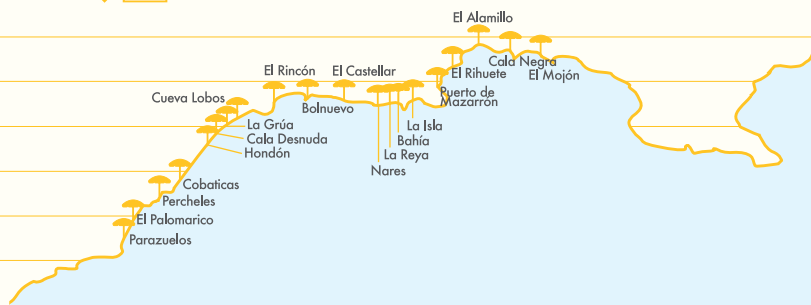 El Alamillo
Cala Negra
El Mojón
El Rincón
El Castellar
El Rihuete
Cueva Lobos
Bolnuevo
Puerto de
Mazarrón
La Grúa
La Isla
Cala Desnuda
Bahía
Hondón
La Reya
Nares
Cobaticas
Percheles
El Palomarico
Parazuelos